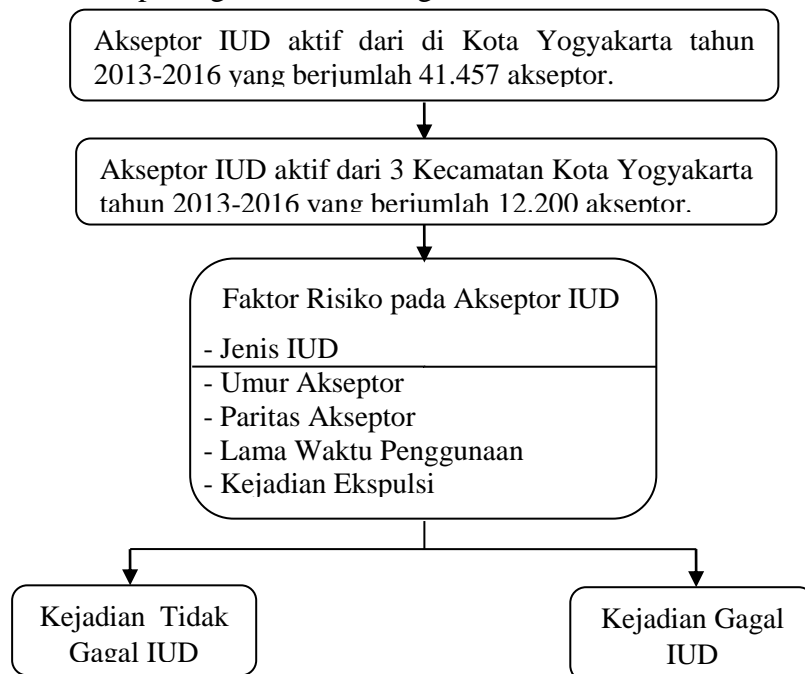 Akseptor IUD aktif dari di Kota Yogyakarta tahun
2013-2016 yang berjumlah 41.457 akseptor.
Akseptor IUD aktif dari 3 Kecamatan Kota Yogyakarta
tahun 2013-2016 yang berjumlah 12.200 akseptor.
Faktor Risiko pada Akseptor IUD
- Jenis IUD
- Umur Akseptor
- Paritas Akseptor
- Lama Waktu Penggunaan
- Kejadian Ekspulsi
Kejadian Tidak
Gagal IUD
Kejadian Gagal
IUD